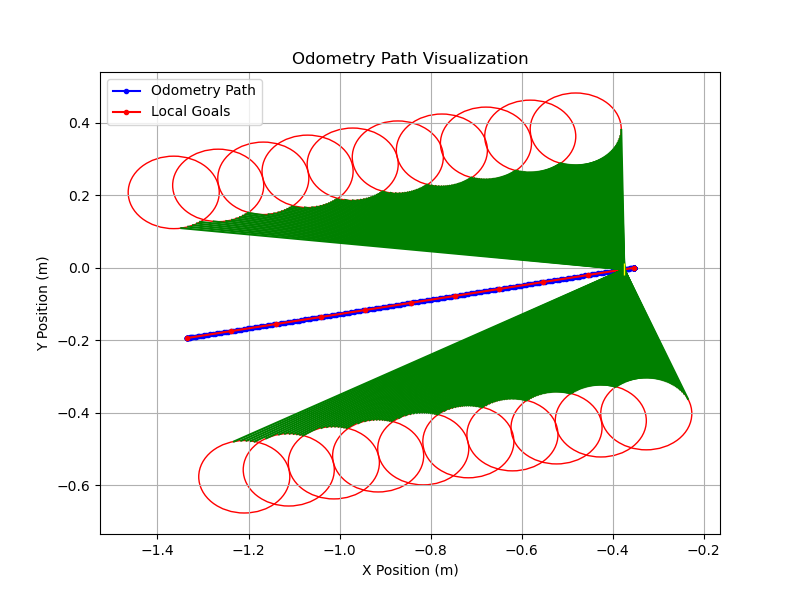 Odometry Path Visualization
Odometry Path
Local Goals
Y Position (m)
0.4
0.2
0.0
−0.2
−0.4
−0.6
−1.4 −1.2 −1.0 −0.8 −0.6 −0.4 −0.2
X Position (m)